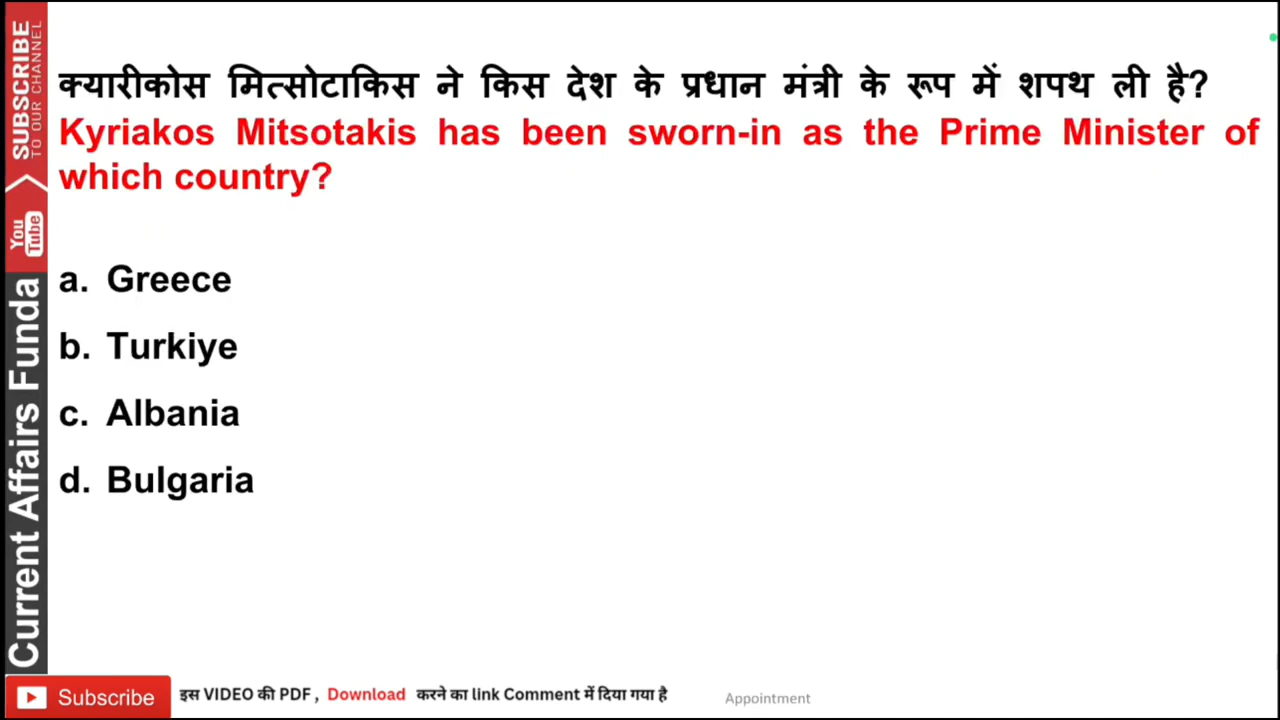 क्यारीकोस मित्सोटाकिस ने किस देश के प्रधान मंत्री के रूप में शपथ ली है?
Kyriakos Mitsotakis has been sworn-in as the Prime Minister of
which country?
a. Greece
b. Turkiye
c. Albania
d. Bulgaria
SUBSCRIBE
TO OUR CHANNEL
You
Tube
Current Affairs Funda
Subscribe
इस VIDEO की PDF , Download करने का link Comment में दिया गया है
Appointment